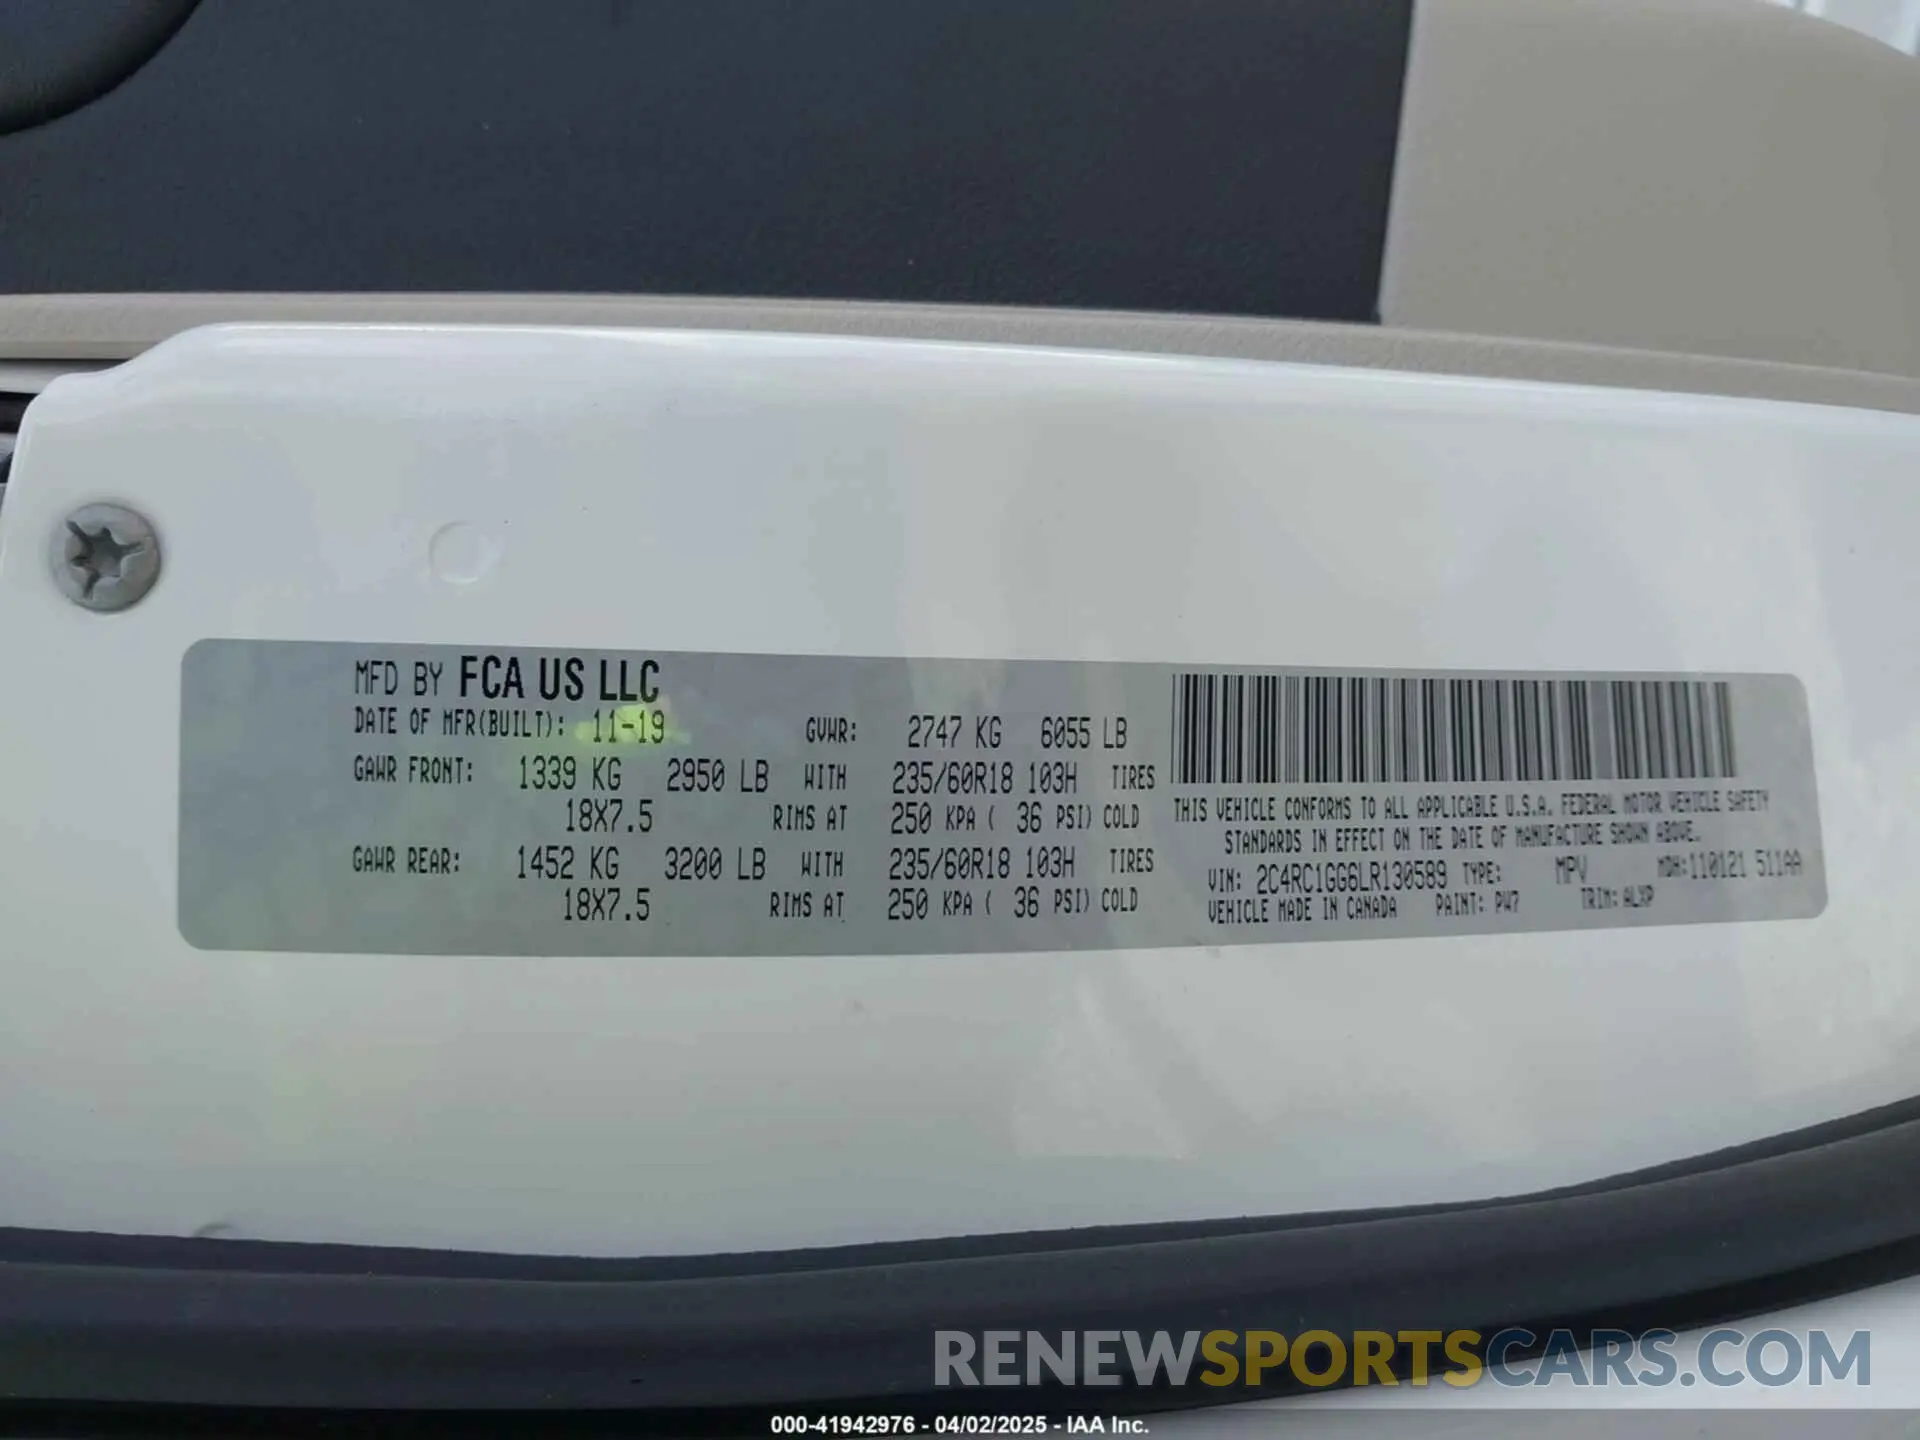 MFD BY FCA US LLC
DATE OF MFR(BUILT): 11-19 GVWR: 2747 KG 6055 LB
GAWR FRONT: 1339 KG 2950 LB WITH 235/60R18 103H TIRES
18X7.5 RIMS AT 250 KPA ( 36 PSI) COLD
GAWR REAR: 1452 KG 3200 LB WITH 235/60R18 103H TIRES
18X7.5 RIMS AT 250 KPA ( 36 PSI) COLD
THIS VEHICLE CONFORMS TO ALL APPLICABLE U.S.A. FEDERAL MOTOR VEHICLE SAFETY
STANDARDS IN EFFECT ON THE DATE OF MANUFACTURE SHOWN ABOVE.
VIN: 2C4RC1GG6LR130589 TYPE: MPV MDH:110121 511AA
VEHICLE MADE IN CANADA PAINT: PW7 TRIM: ALXP
RENEWSPORTSCARS.COM
000-41942976 - 04/02/2025 - IAA Inc.